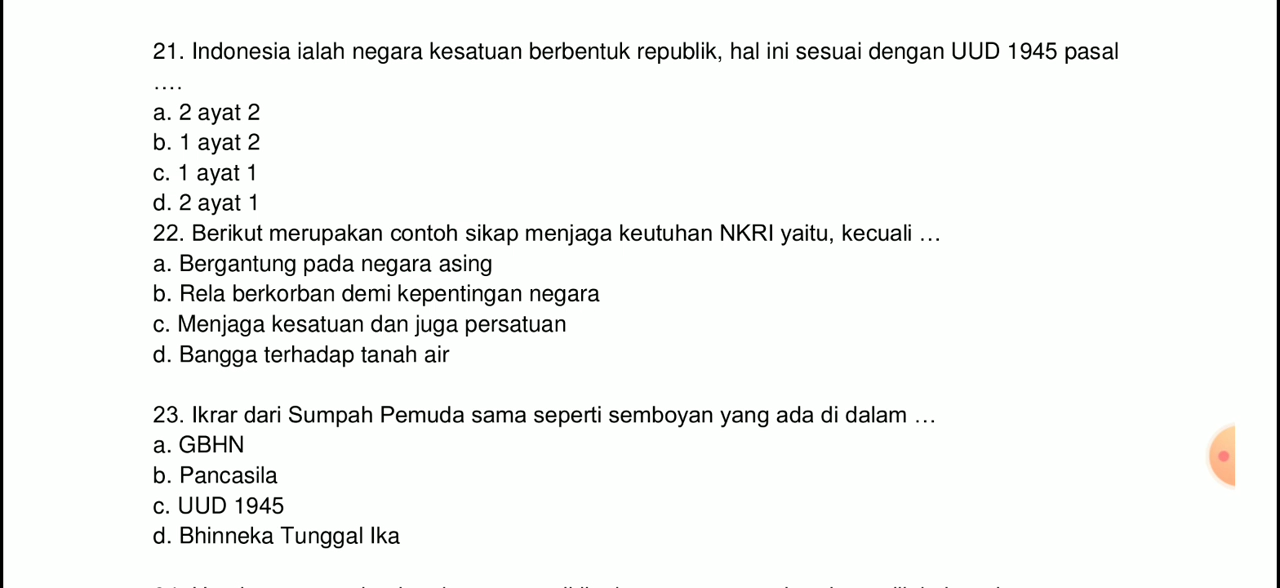 21. Indonesia ialah negara kesatuan berbentuk republik, hal ini sesuai dengan UUD 1945 pasal
....
a. 2 ayat 2
b. 1 ayat 2
c. 1 ayat 1
d. 2 ayat 1
22. Berikut merupakan contoh sikap menjaga keutuhan NKRI yaitu, kecuali …
a. Bergantung pada negara asing
b. Rela berkorban demi kepentingan negara
c. Menjaga kesatuan dan juga persatuan
d. Bangga terhadap tanah air
23. Ikrar dari Sumpah Pemuda sama seperti semboyan yang ada di dalam …
a. GBHN
b. Pancasila
c. UUD 1945
d. Bhinneka Tunggal Ika